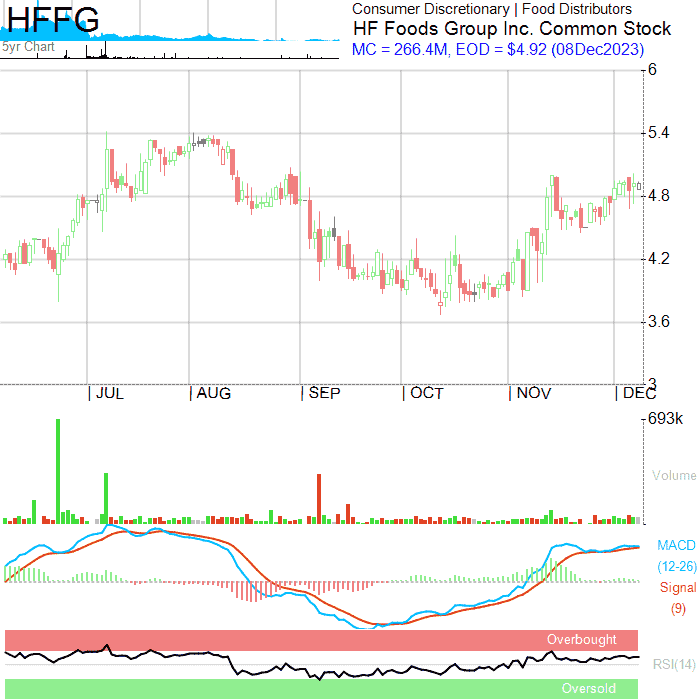 HFFG
5yr Chart
Consumer Discretionary | Food Distributors
HF Foods Group Inc. Common Stock
MC = 266.4M, EOD = $4.92 (08Dec2023)
6
5.4
4.8
4.2
3.6
3
JUL AUG SEP OCT NOV DEC
693k
Volume
MACD
(12-26)
Signal
(9)
Overbought
RSI(14)
Oversold